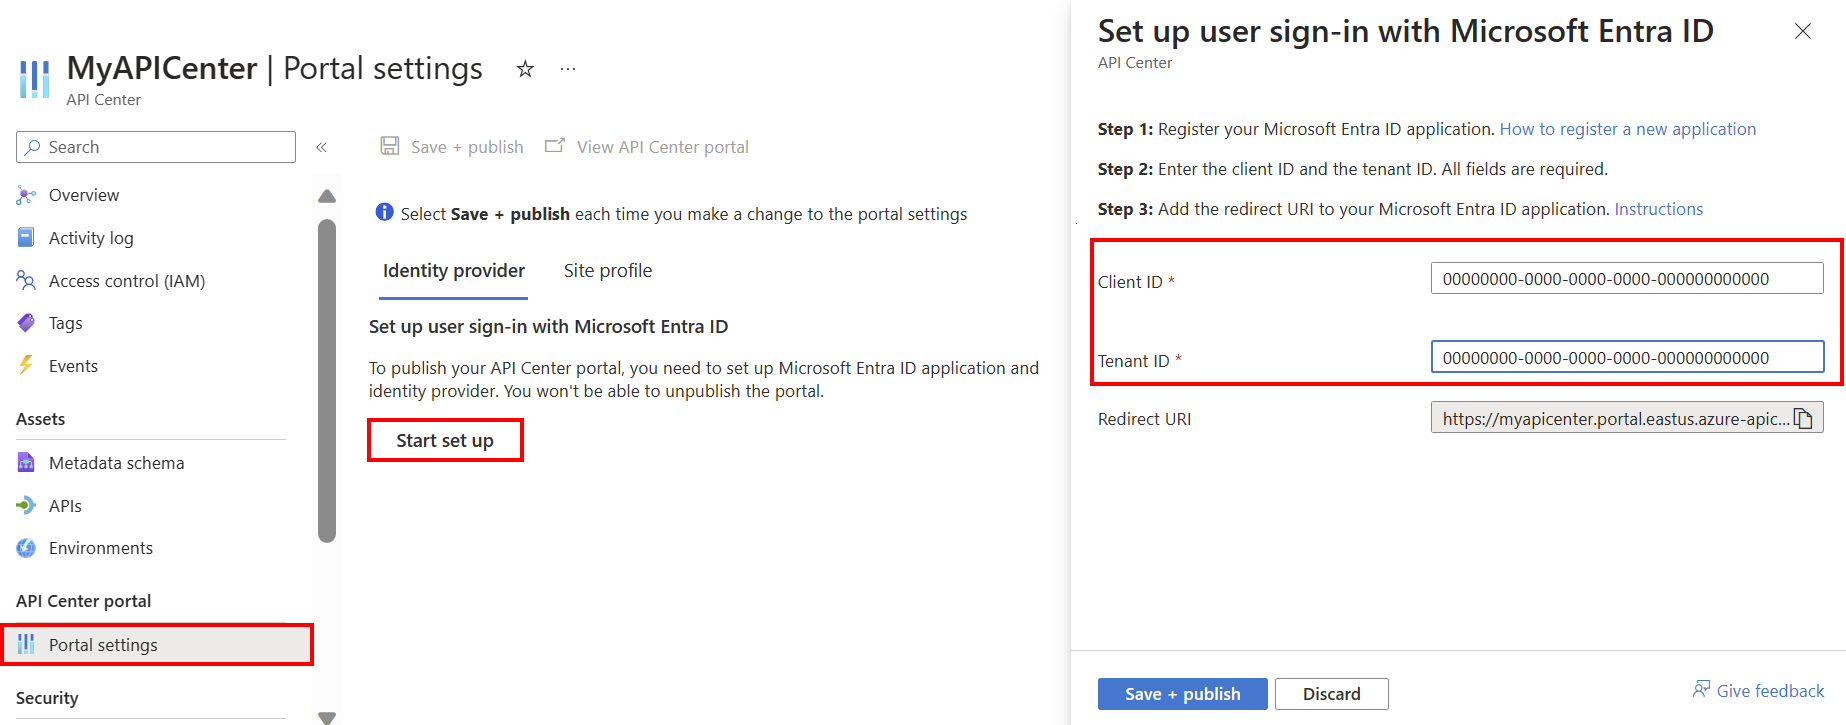 MyAPICenter | Portal settings
API Center
Search
Overview
Activity log
Access control (IAM)
Tags
Events
Assets
Metadata schema
APIs
Environments
API Center portal
Portal settings
Security
Save + publish
View API Center portal
Select Save + publish each time you make a change to the portal settings
Identity provider
Site profile
Set up user sign-in with Microsoft Entra ID
To publish your API Center portal, you need to set up Microsoft Entra ID application and
identity provider. You won't be able to unpublish the portal.
Start set up
Set up user sign-in with Microsoft Entra ID
API Center
Step 1: Register your Microsoft Entra ID application. How to register a new application
Step 2: Enter the client ID and the tenant ID. All fields are required.
Step 3: Add the redirect URI to your Microsoft Entra ID application. Instructions
Client ID *
00000000-0000-0000-0000-000000000000
Tenant ID *
00000000-0000-0000-0000-000000000000
Redirect URI
https://myapicenter.portal.eastus.azure-apic...
Save + publish
Discard
Give feedback